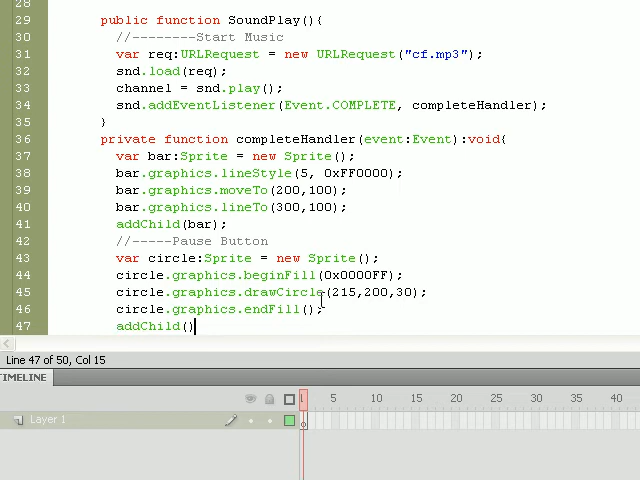 28
29 public function SoundPlay(){
30 //--------Start Music
31 var req:URLRequest = new URLRequest("cf.mp3");
32 snd.load(req);
33 channel = snd.play();
34 snd.addEventListener(Event.COMPLETE, completeHandler);
35 }
36 private function completeHandler(event:Event):void{
37 var bar:Sprite = new Sprite();
38 bar.graphics.lineStyle(5, 0xFF0000);
39 bar.graphics.moveTo(200,100);
40 bar.graphics.lineTo(300,100);
41 addChild(bar);
42 //-----Pause Button
43 var circle:Sprite = new Sprite();
44 circle.graphics.beginFill(0x0000FF);
45 circle.graphics.drawCircle(215,200,30);
46 circle.graphics.endFill();
47 addChild()
Line 47 of 50, Col 15
TIMELINE
1 5 10 15 20 25 30 35 40
Layer 1